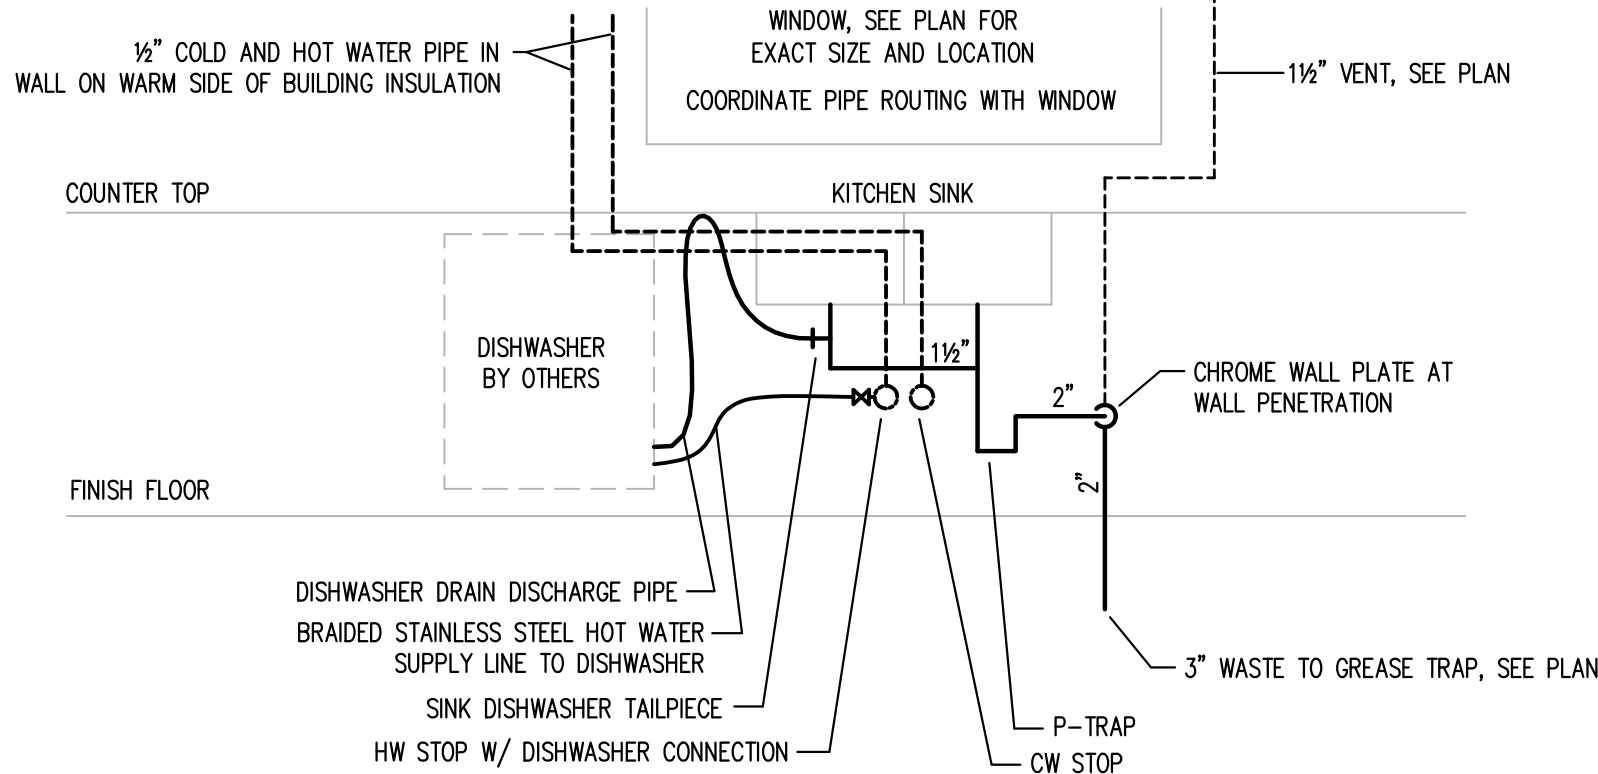 WINDOW, SEE PLAN FOR
EXACT SIZE AND LOCATION
COORDINATE PIPE ROUTING WITH WINDOW
½” COLD AND HOT WATER PIPE IN
WALL ON WARM SIDE OF BUILDING INSULATION
1½” VENT, SEE PLAN
COUNTER TOP
KITCHEN SINK
DISHWASHER
BY OTHERS
1½”
2”
CHROME WALL PLATE AT
WALL PENETRATION
2”
FINISH FLOOR
DISHWASHER DRAIN DISCHARGE PIPE
BRAIDED STAINLESS STEEL HOT WATER
SUPPLY LINE TO DISHWASHER
3” WASTE TO GREASE TRAP, SEE PLAN
SINK DISHWASHER TAILPIECE
P-TRAP
HW STOP W/ DISHWASHER CONNECTION
CW STOP